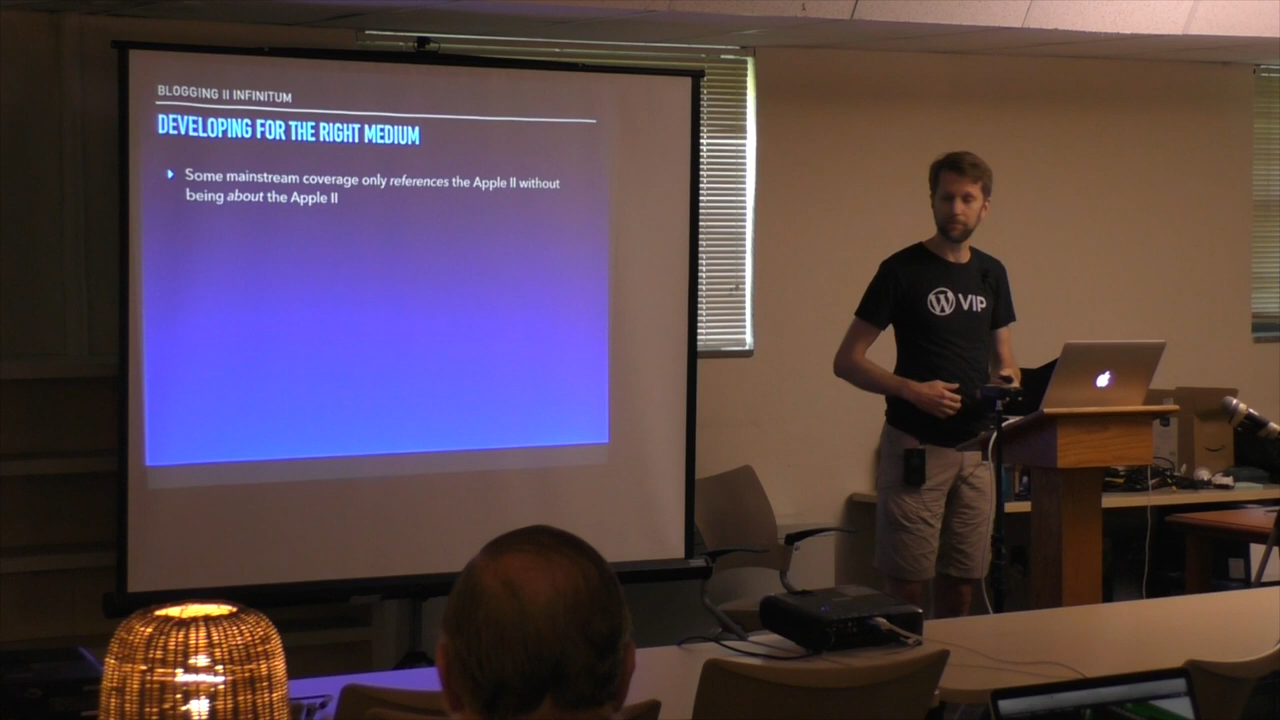 BLOGGING II INFINITUM
DEVELOPING FOR THE RIGHT MEDIUM
Some mainstream coverage only references the Apple II without
being about the Apple II
W VIP